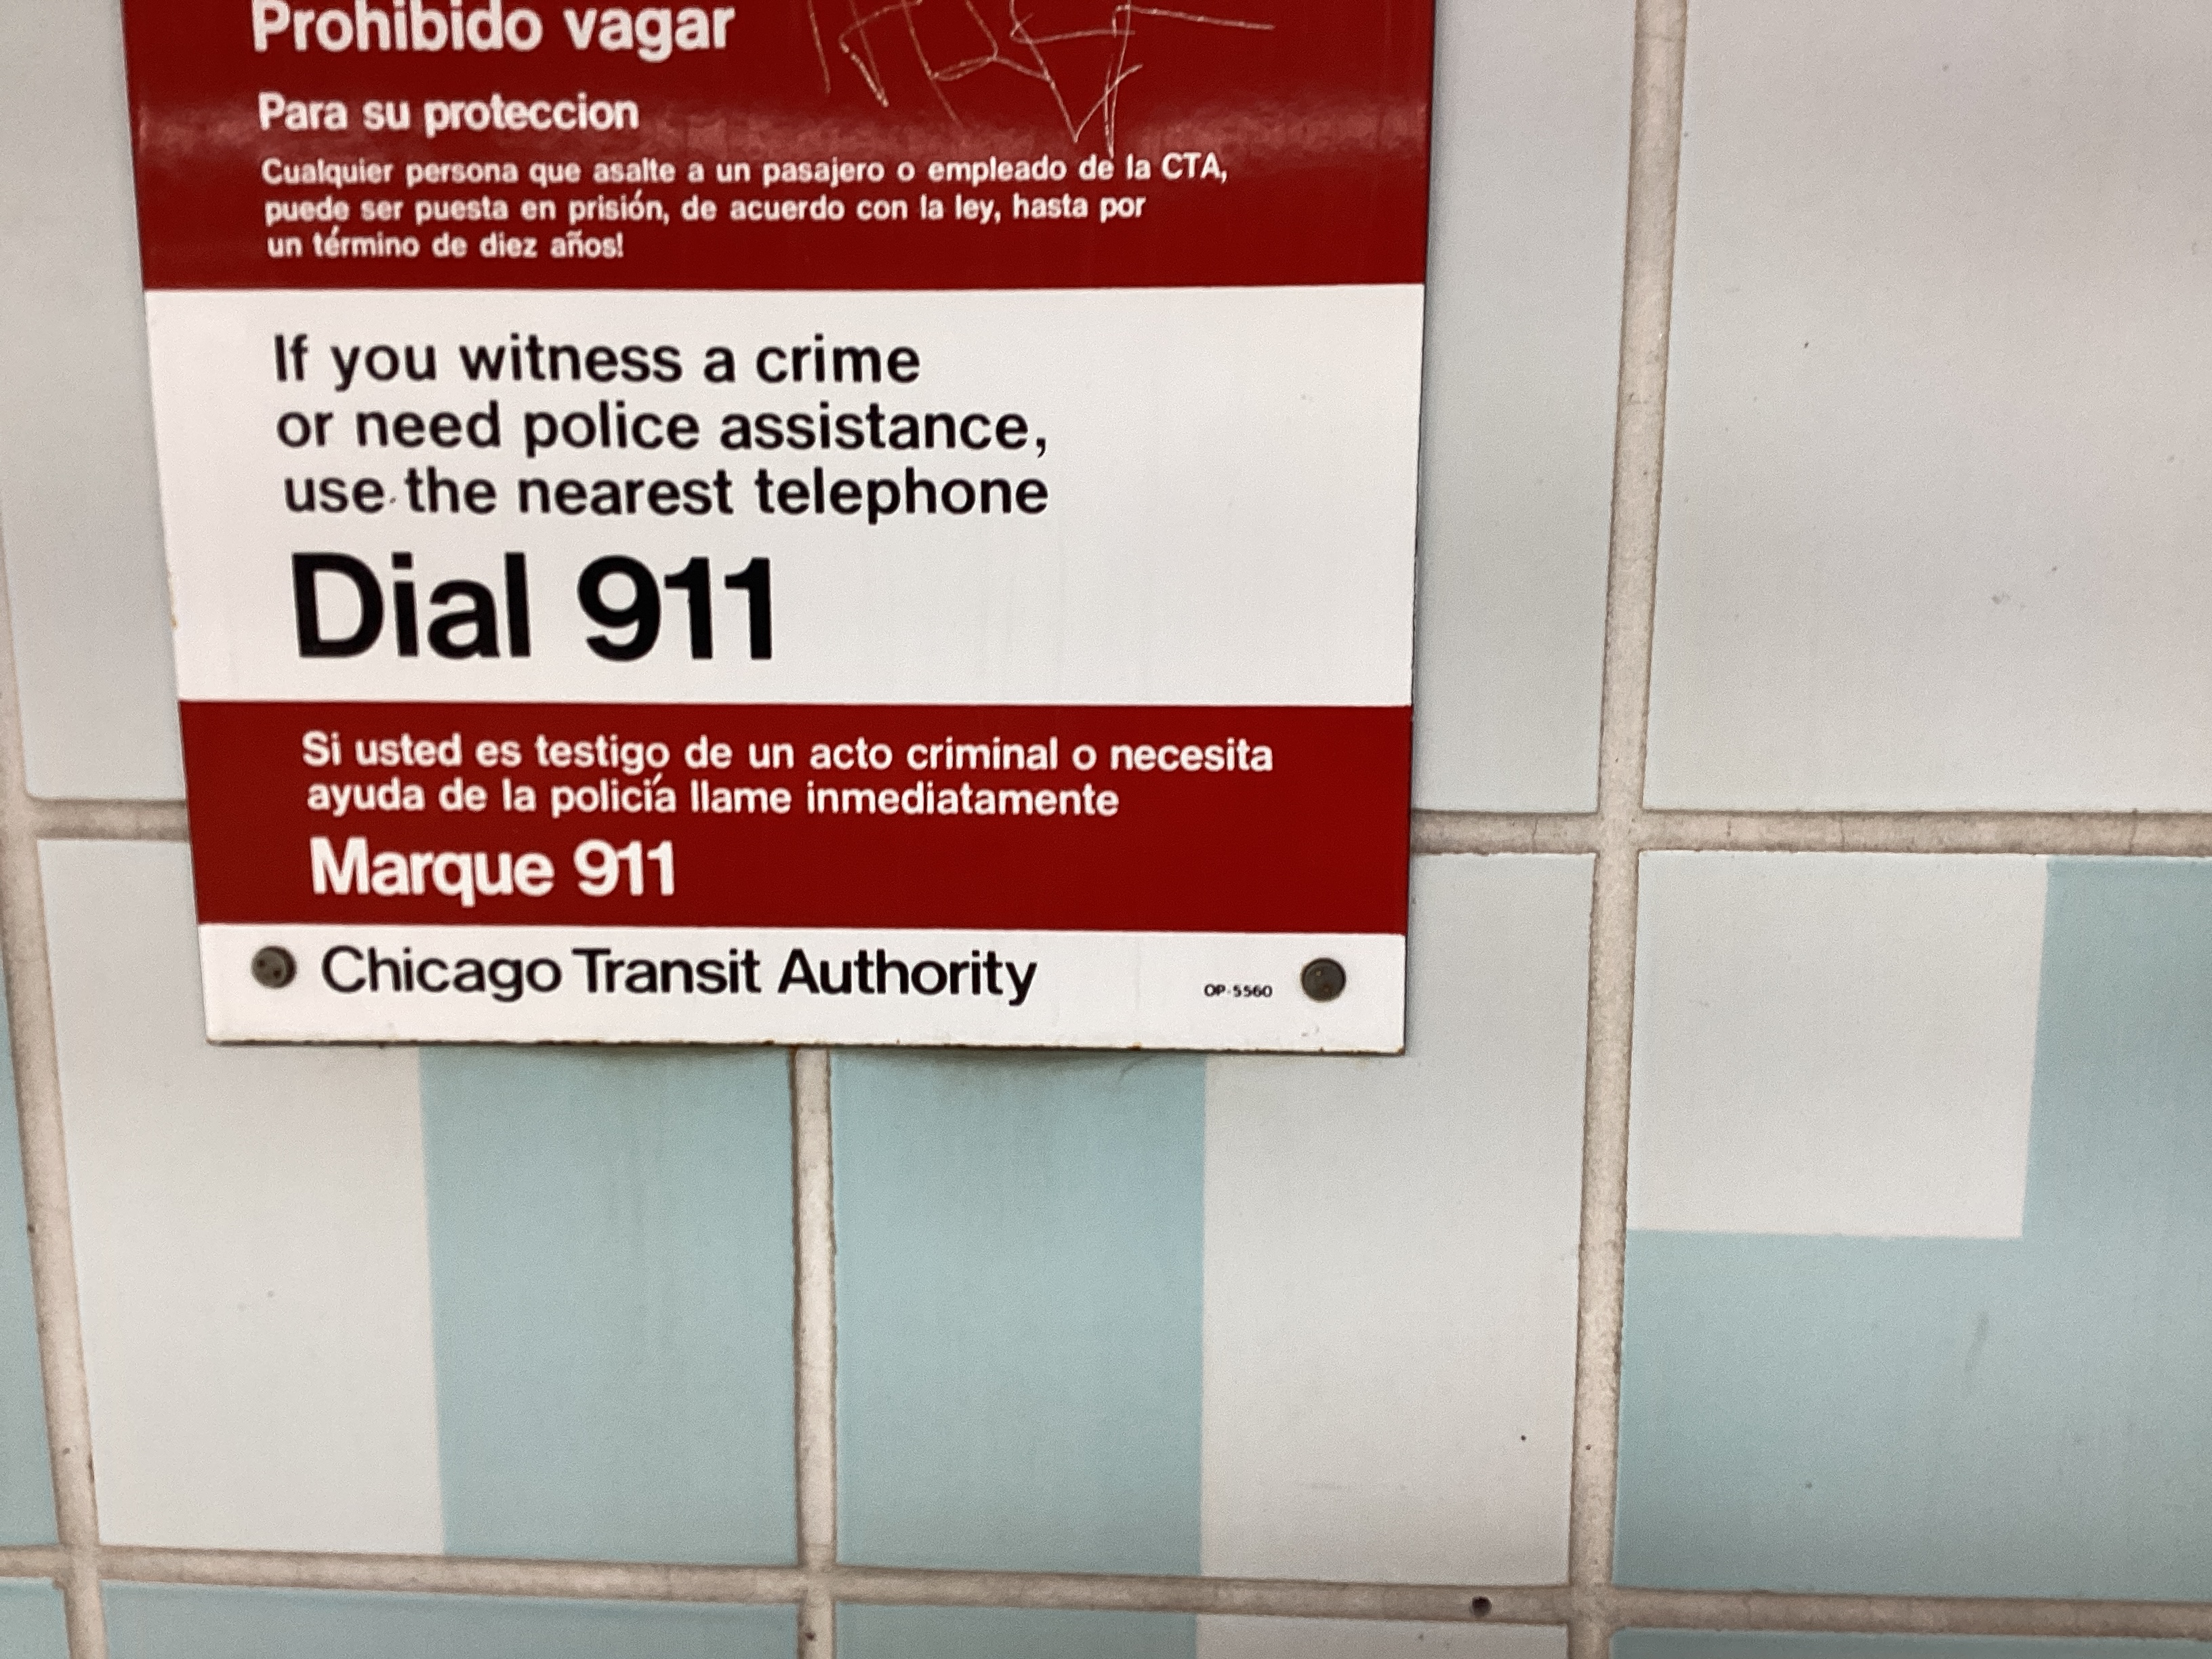 Prohibido vagar
Para su proteccion
Cualquier persona que asalte a un pasajero o empleado de la CTA,
puede ser puesta en prisión, de acuerdo con la ley, hasta por
un término de diez años!
If you witness a crime
or need police assistance,
use the nearest telephone
Dial 911
Si usted es testigo de un acto criminal o necesita
ayuda de la policía llame inmediatamente
Marque 911
Chicago Transit Authority
OP-5560